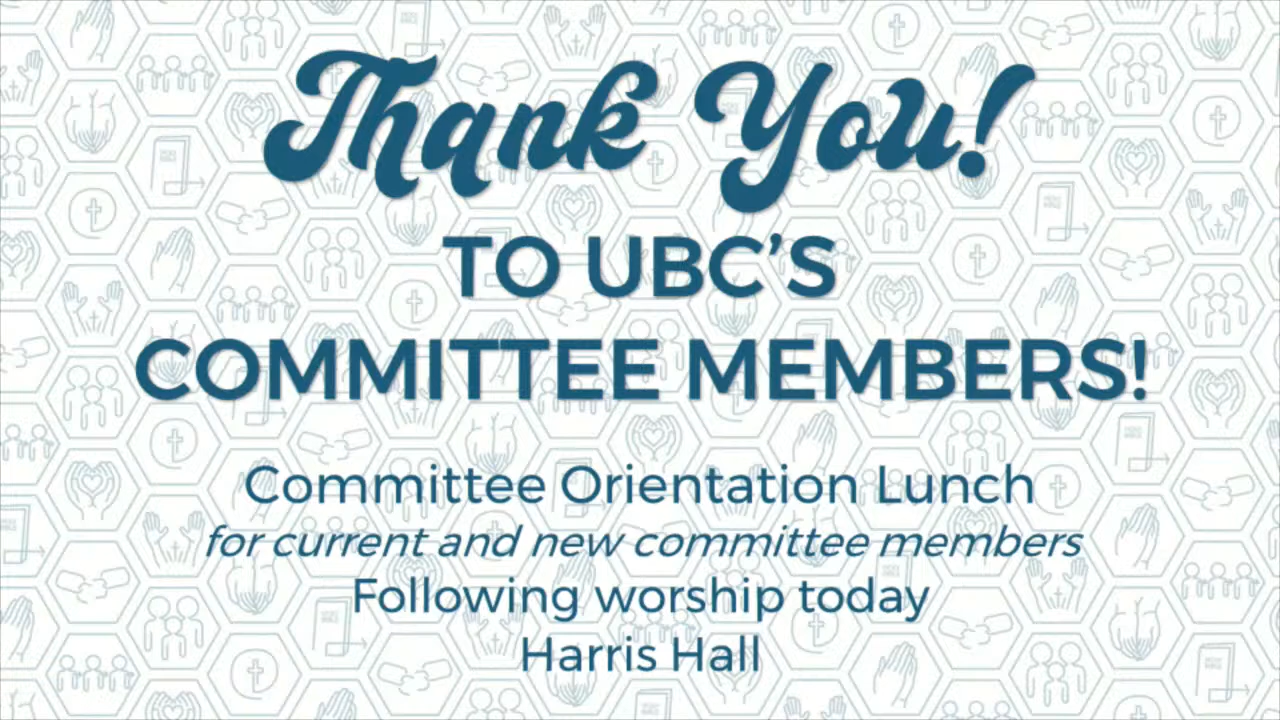 Thank You!
TO UBC'S
COMMITTEE MEMBERS!
Committee Orientation Lunch
for current and new committee members
Following worship today
Harris Hall